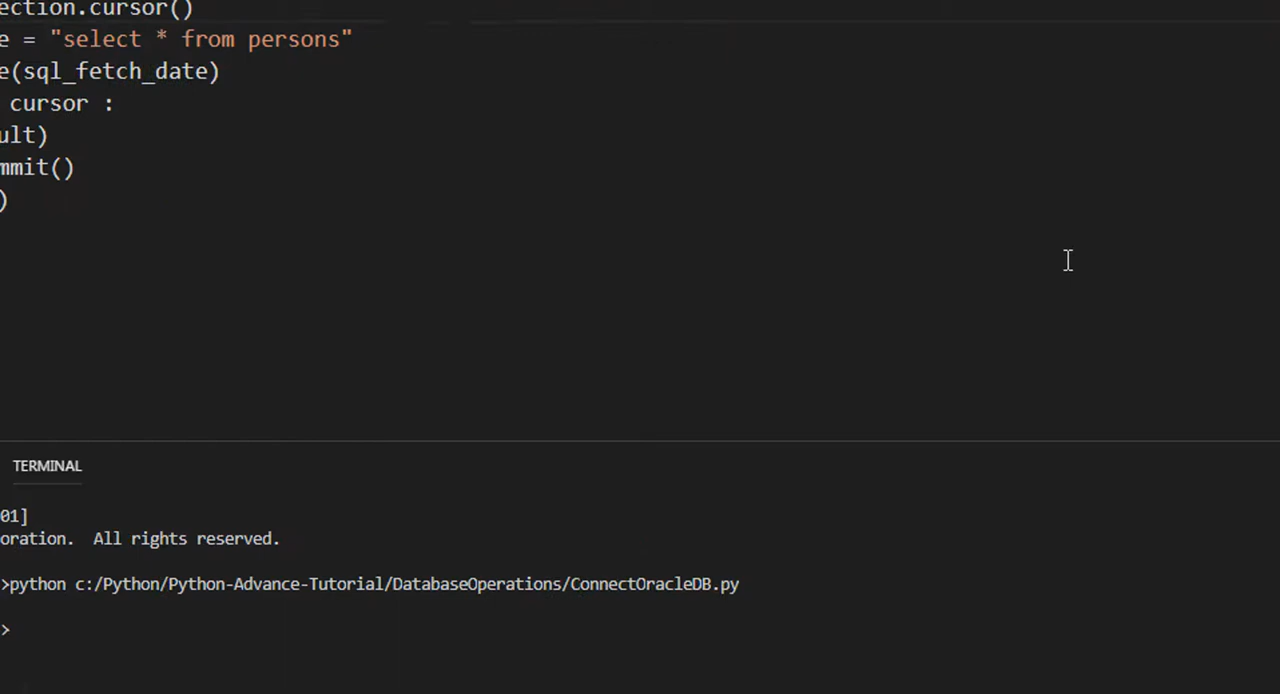 ection.cursor()
e = "select * from persons"
e(sql_fetch_date)
cursor :
ult)
mmit()
)
TERMINAL
01]
oration.  All rights reserved.
>python c:/Python/Python-Advance-Tutorial/DatabaseOperations/ConnectOracleDB.py
>